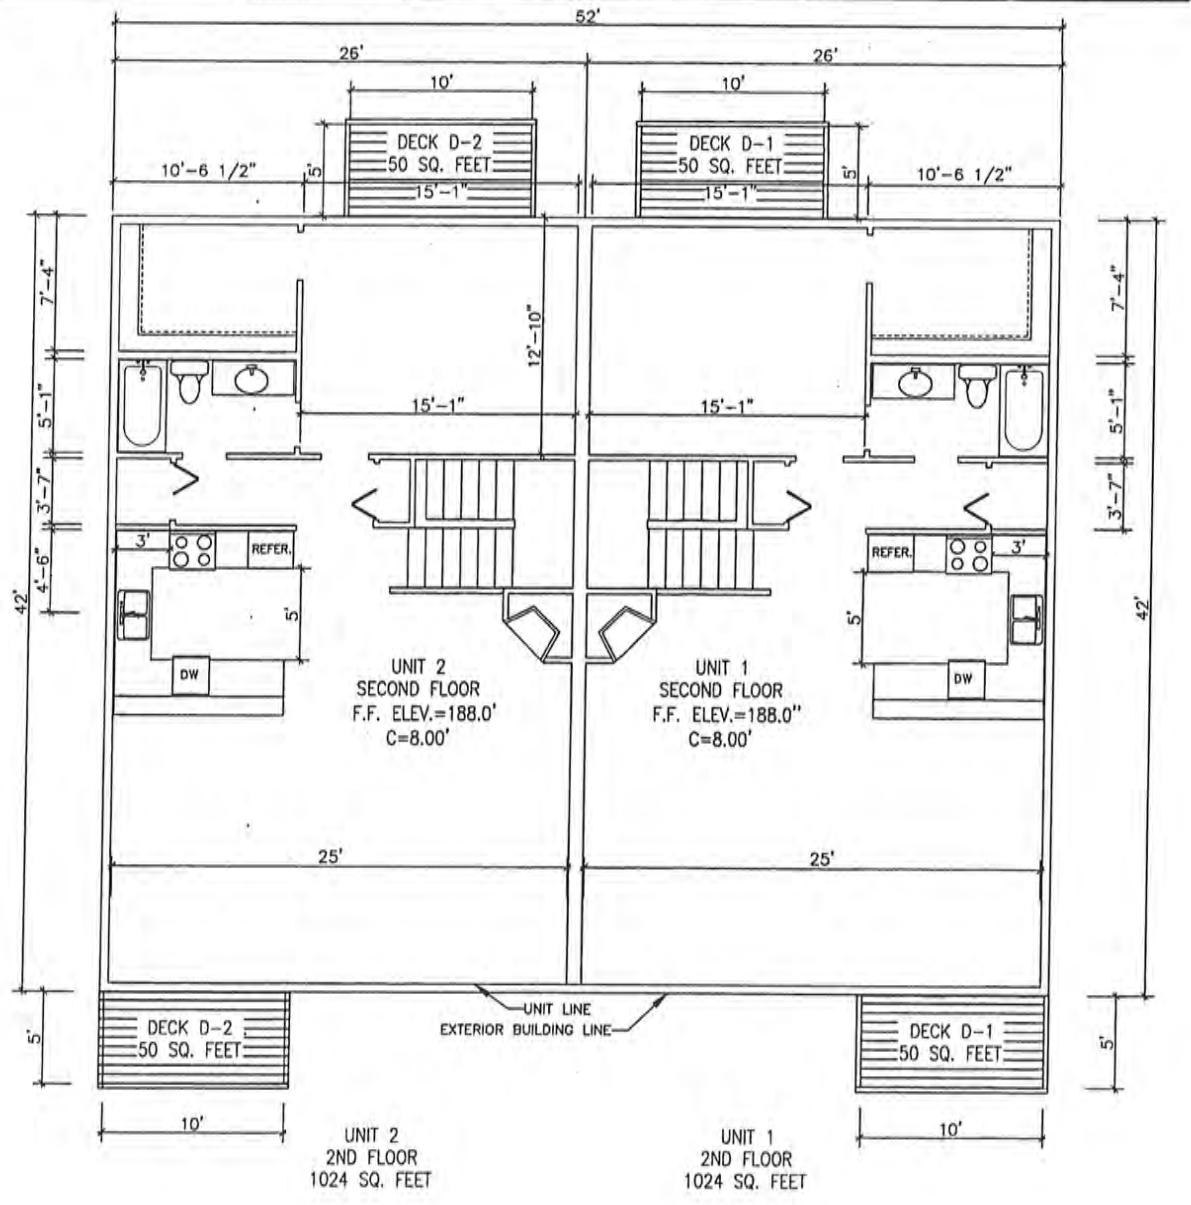 52'
26'
26'
10'
10'
DECK D-2
50 SQ. FEET
DECK D-1
50 SQ. FEET
5'
5'
10'-6 1/2"
15'-1"
15'-1"
10'-6 1/2"
7'-4"
7'-4"
12'-10"
15'-1"
15'-1"
5'-1"
5'-1"
3'-7"
3'-7"
3'
REFER.
REFER.
3'
4'-6"
42'
42'
5'
5'
DW
DW
UNIT 2
SECOND FLOOR
F.F. ELEV.=188.0'
C=8.00'
UNIT 1
SECOND FLOOR
F.F. ELEV.=188.0"
C=8.00'
25'
25'
UNIT LINE
EXTERIOR BUILDING LINE
DECK D-2
50 SQ. FEET
DECK D-1
50 SQ. FEET
5'
5'
10'
10'
UNIT 2
2ND FLOOR
1024 SQ. FEET
UNIT 1
2ND FLOOR
1024 SQ. FEET